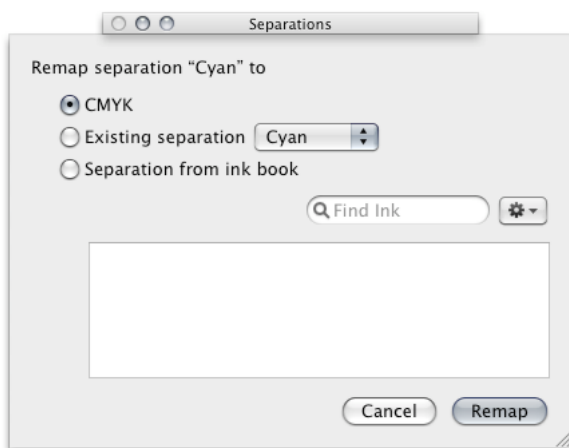 Separations
Remap separation “Cyan” to
CMYK
Existing separation Cyan
Separation from ink book
Find Ink
Cancel Remap